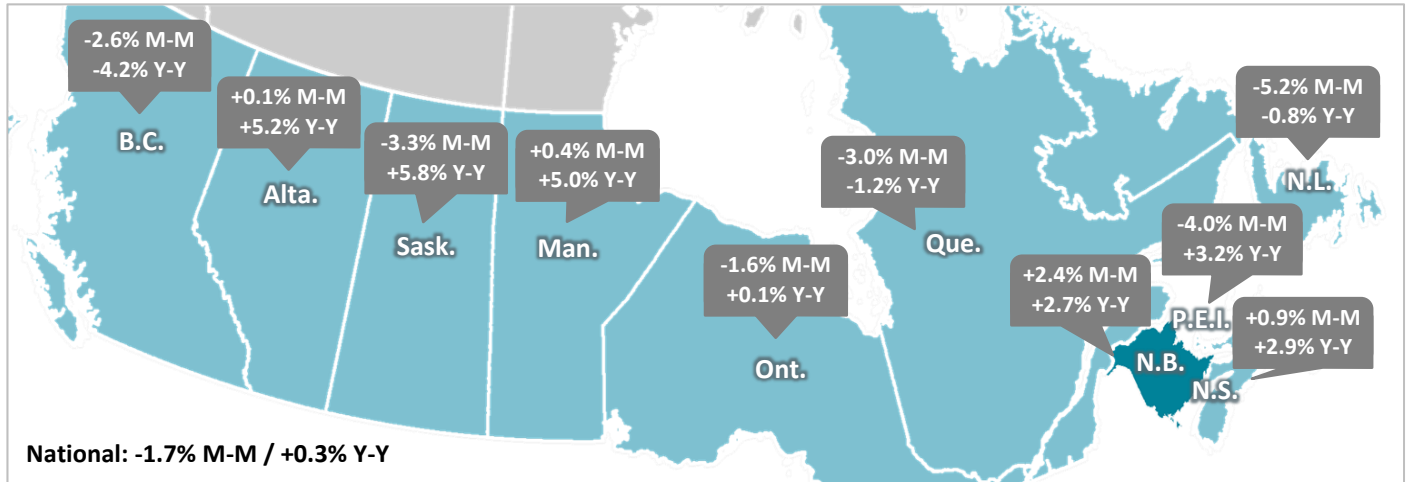 -2.6% M-M
-4.2% Y-Y
B.C.
+0.1% M-M
+5.2% Y-Y
Alta.
-3.3% M-M
+5.8% Y-Y
Sask.
+0.4% M-M
+5.0% Y-Y
Man.
-1.6% M-M
+0.1% Y-Y
Ont.
-3.0% M-M
-1.2% Y-Y
Que.
-5.2% M-M
-0.8% Y-Y
N.L.
-4.0% M-M
+3.2% Y-Y
P.E.I.
+2.4% M-M
+2.7% Y-Y
N.B.
+0.9% M-M
+2.9% Y-Y
N.S.
National: -1.7% M-M / +0.3% Y-Y